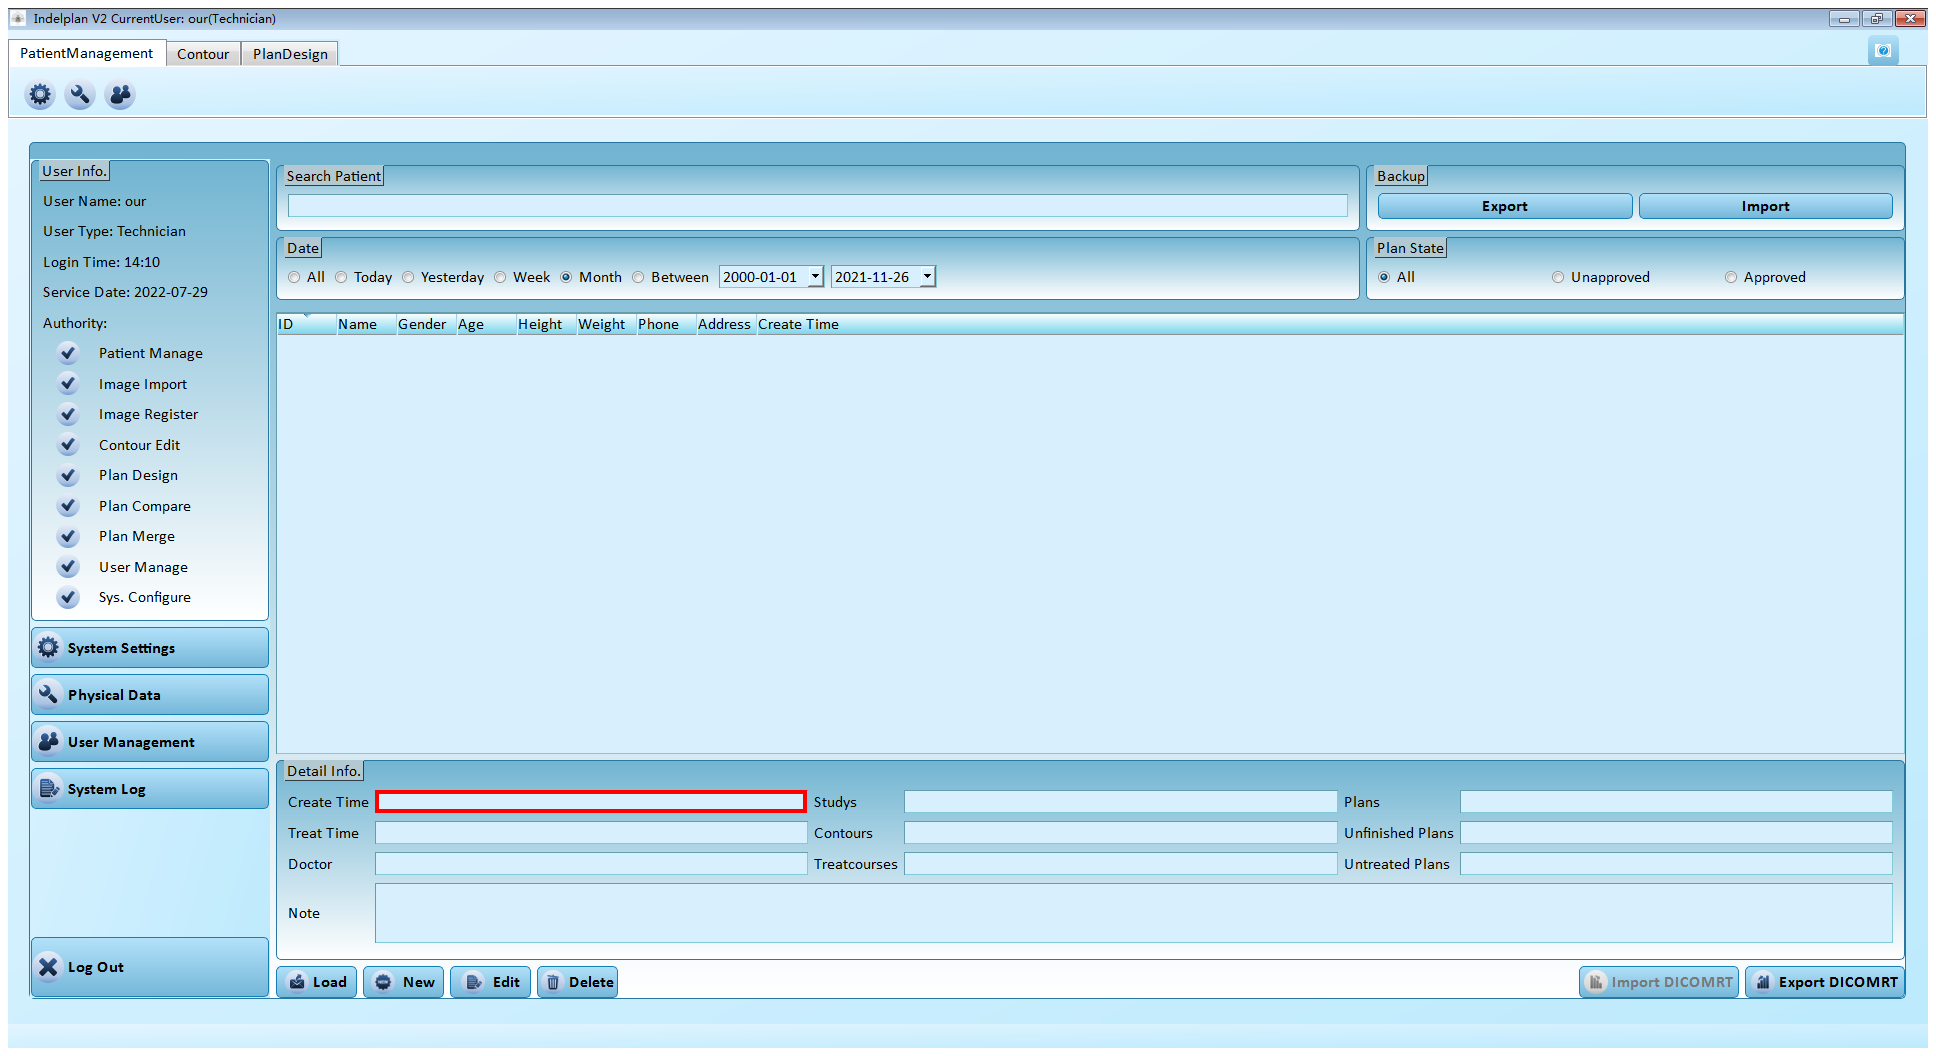 Indelplan V2 CurrentUser: our(Technician)
PatientManagement Contour PlanDesign
User Info.
User Name: our
User Type: Technician
Login Time: 14:10
Service Date: 2022-07-29
Authority:
Patient Manage
Image Import
Image Register
Contour Edit
Plan Design
Plan Compare
Plan Merge
User Manage
Sys. Configure
System Settings
Physical Data
User Management
System Log
Log Out
Search Patient
Backup
Export Import
Date
All Today Yesterday Week Month Between 2000-01-01 2021-11-26
Plan State
All Unapproved Approved
ID Name Gender Age Height Weight Phone Address Create Time
Detail Info.
Create Time Studys Plans
Treat Time Contours Unfinished Plans
Doctor Treatcourses Untreated Plans
Note
Load New Edit Delete Import DICOMRT Export DICOMRT